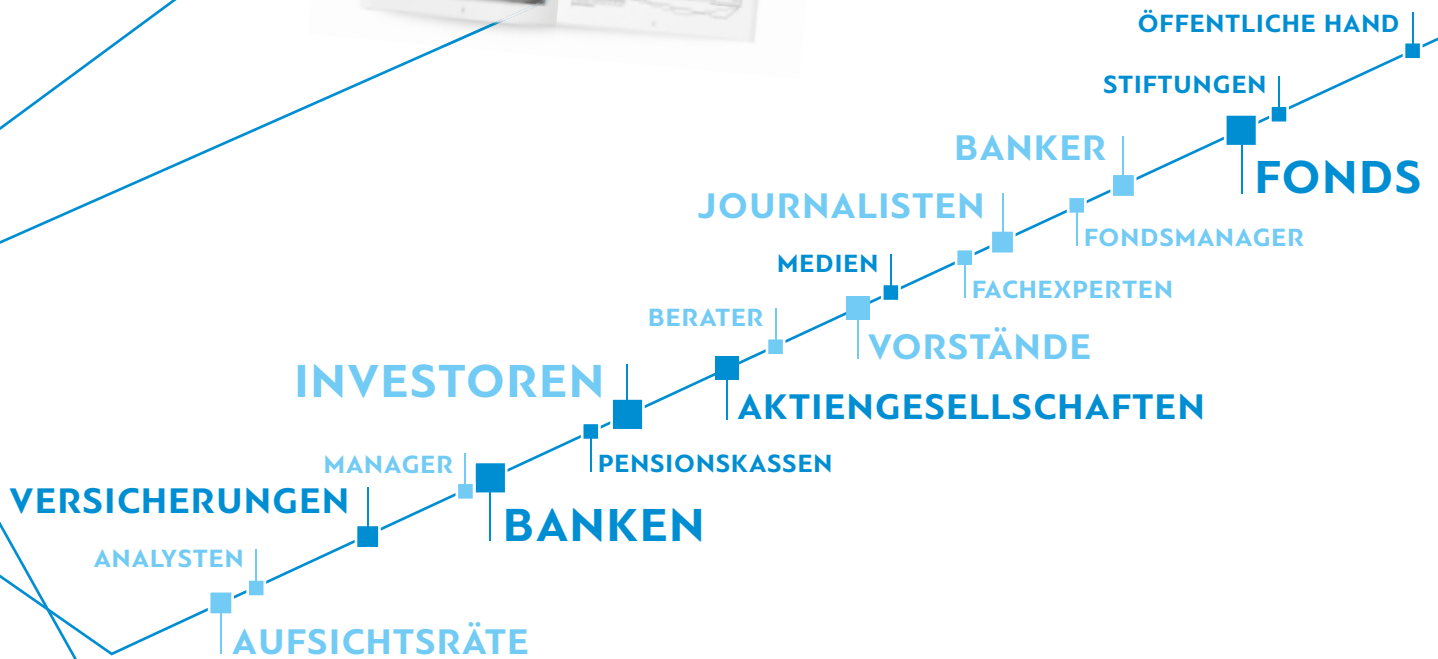 ÖFFENTLICHE HAND
STIFTUNGEN
BANKER
FONDS
JOURNALISTEN
FONDSMANAGER
MEDIEN
FACHEXPERTEN
BERATER
VORSTÄNDE
INVESTOREN
AKTIENGESELLSCHAFTEN
MANAGER
PENSIONSKASSEN
VERSICHERUNGEN
BANKEN
ANALYSTEN
AUFSICHTSRÄTE